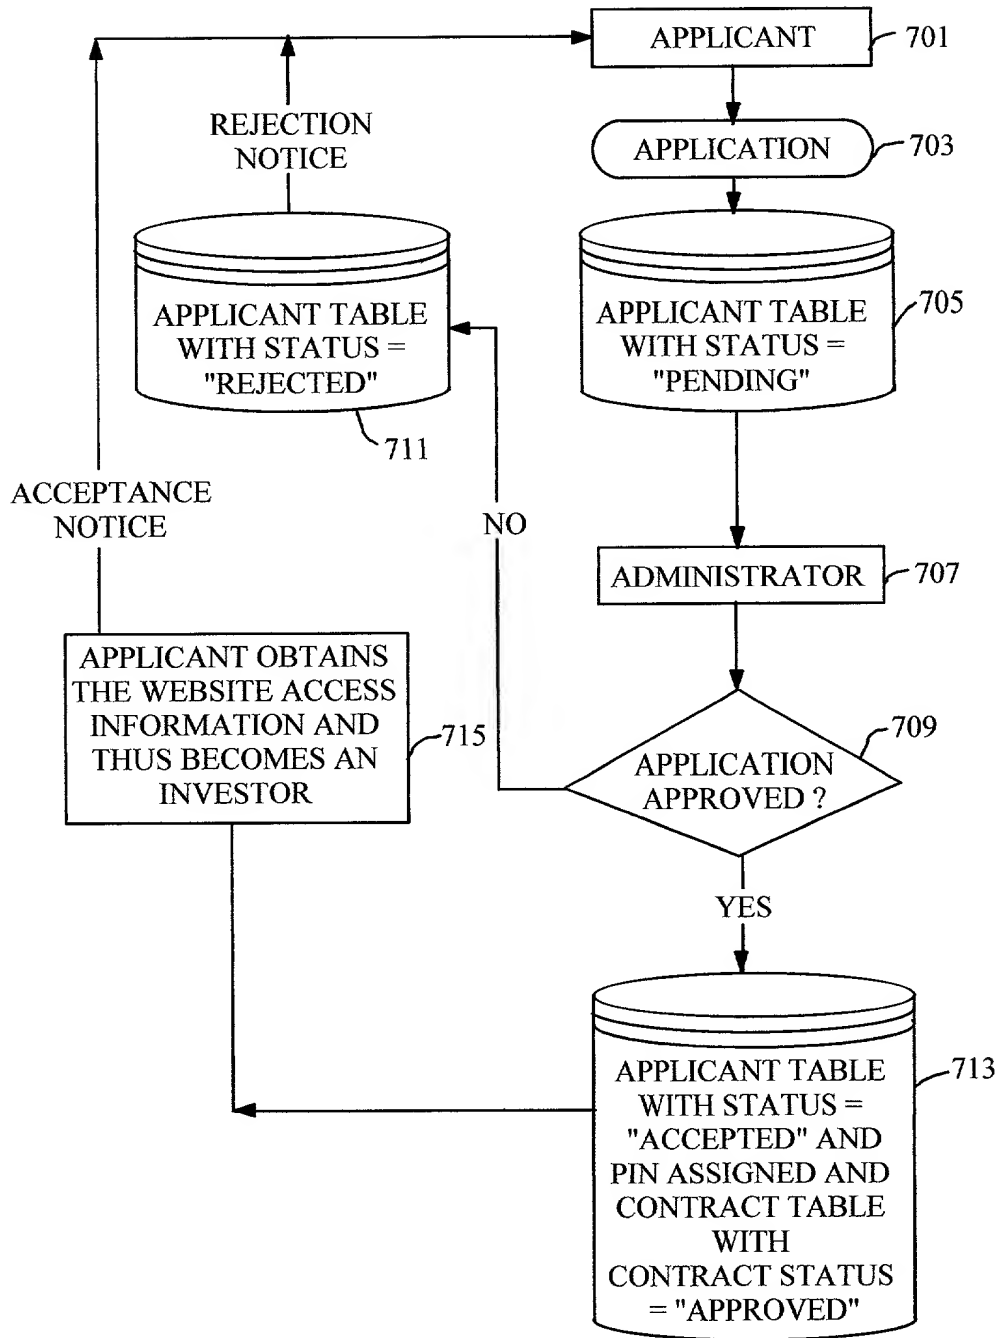 APPLICANT
701
APPLICATION
703
REJECTION
NOTICE
APPLICANT TABLE
WITH STATUS =
"REJECTED"
711
APPLICANT TABLE
WITH STATUS =
"PENDING"
705
ACCEPTANCE
NOTICE
NO
ADMINISTRATOR
707
APPLICANT OBTAINS
THE WEBSITE ACCESS
INFORMATION AND
THUS BECOMES AN
INVESTOR
715
APPLICATION
APPROVED ?
709
YES
APPLICANT TABLE
WITH STATUS =
"ACCEPTED" AND
PIN ASSIGNED AND
CONTRACT TABLE
WITH
CONTRACT STATUS
= "APPROVED"
713